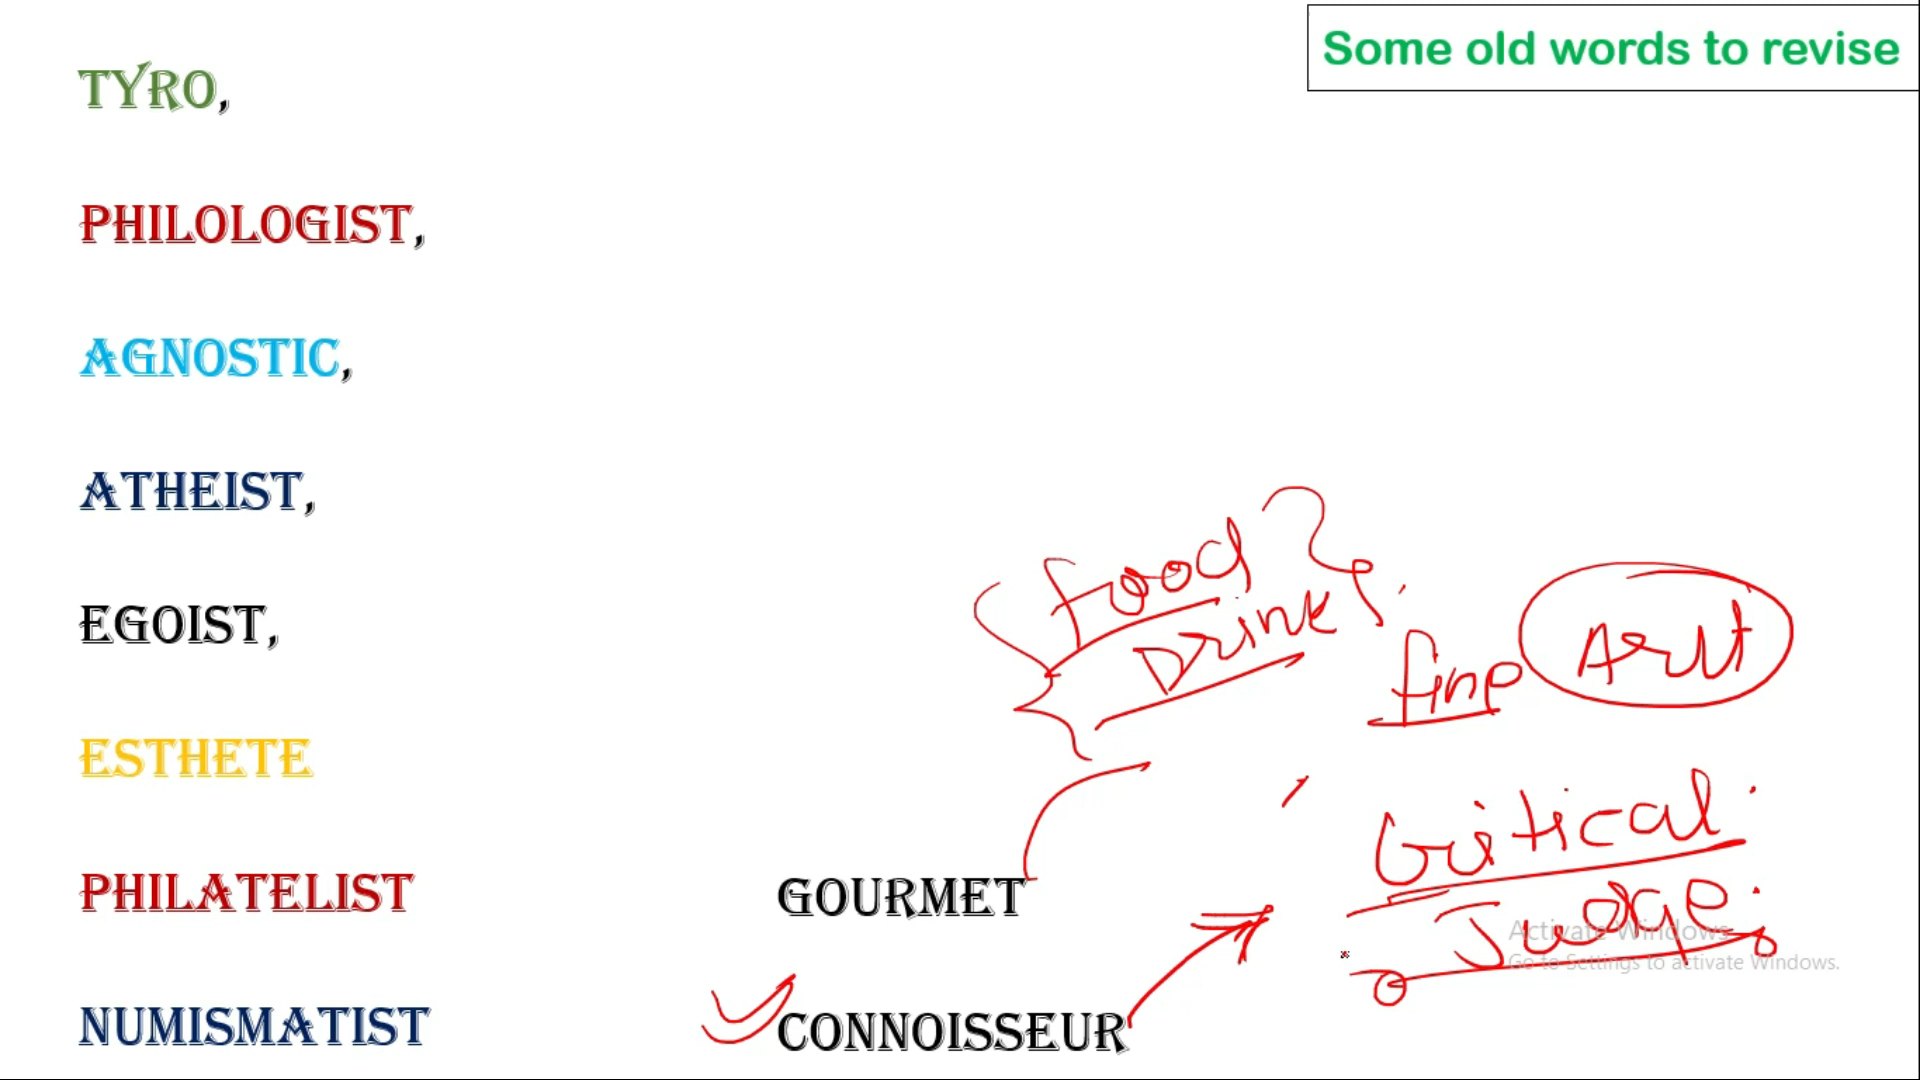 Some old words to revise
TYRO,
PHILOLOGIST,
AGNOSTIC,
ATHEIST,
EGOIST,
food
Drink
fine Art
ESTHETE
Critical
PHILATELIST
GOURMET
Judge
Activate Windows
Go to Settings to activate Windows.
NUMISMATIST
CONNOISSEUR